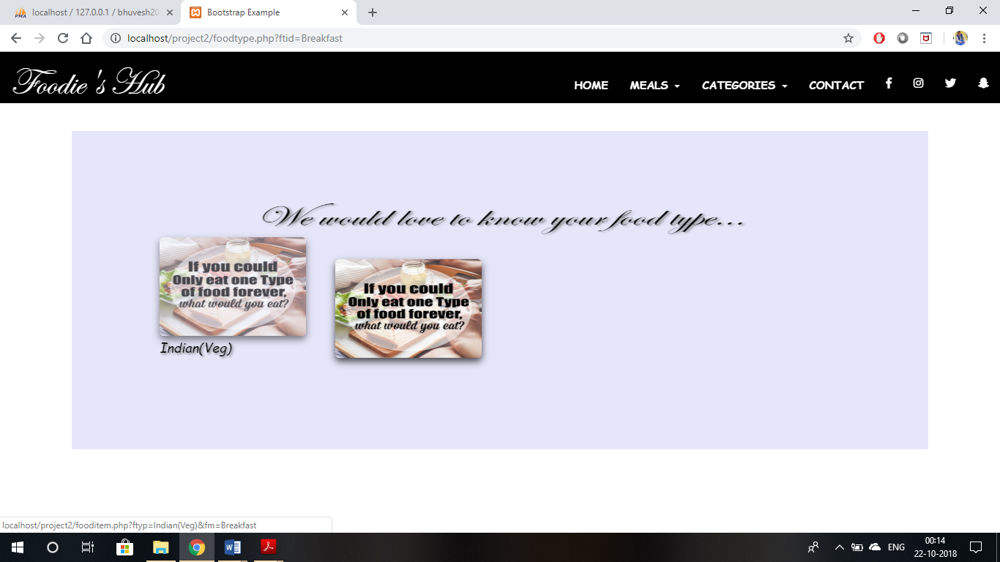 PMA
localhost / 127.0.0.1 / bhuvesh20
Bootstrap Example
localhost/project2/foodtype.php?ftid=Breakfast
Foodie's Hub
HOME MEALS CATEGORIES CONTACT
We would love to know your food type...
If you could
Only eat one Type
of food forever,
what would you eat?
Indian(Veg)
If you could
Only eat one Type
of food forever,
what would you eat?
localhost/project2/fooditem.php?ftyp=Indian(Veg)&fm=Breakfast
ENG
00:14
22-10-2018